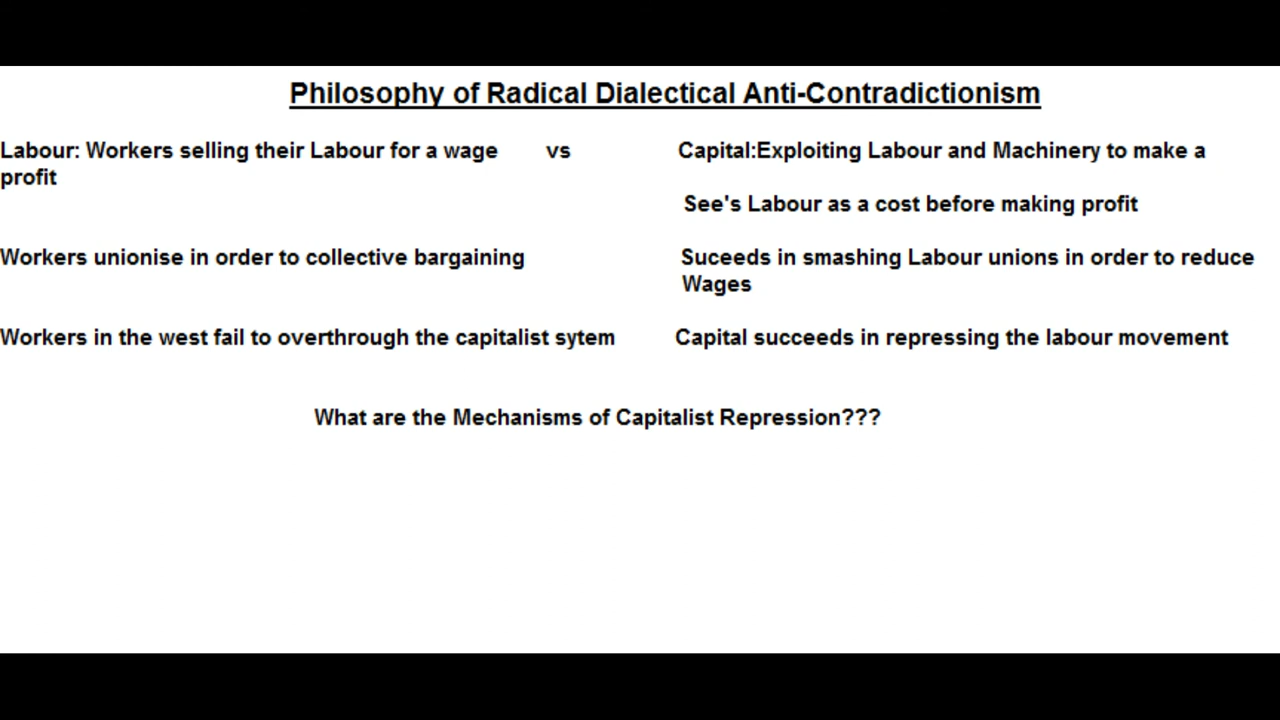 Philosophy of Radical Dialectical Anti-Contradictionism
Labour: Workers selling their Labour for a wage vs Capital:Exploiting Labour and Machinery to make a
profit
See's Labour as a cost before making profit
Workers unionise in order to collective bargaining Suceeds in smashing Labour unions in order to reduce
Wages
Workers in the west fail to overthrough the capitalist sytem Capital succeeds in repressing the labour movement
What are the Mechanisms of Capitalist Repression???